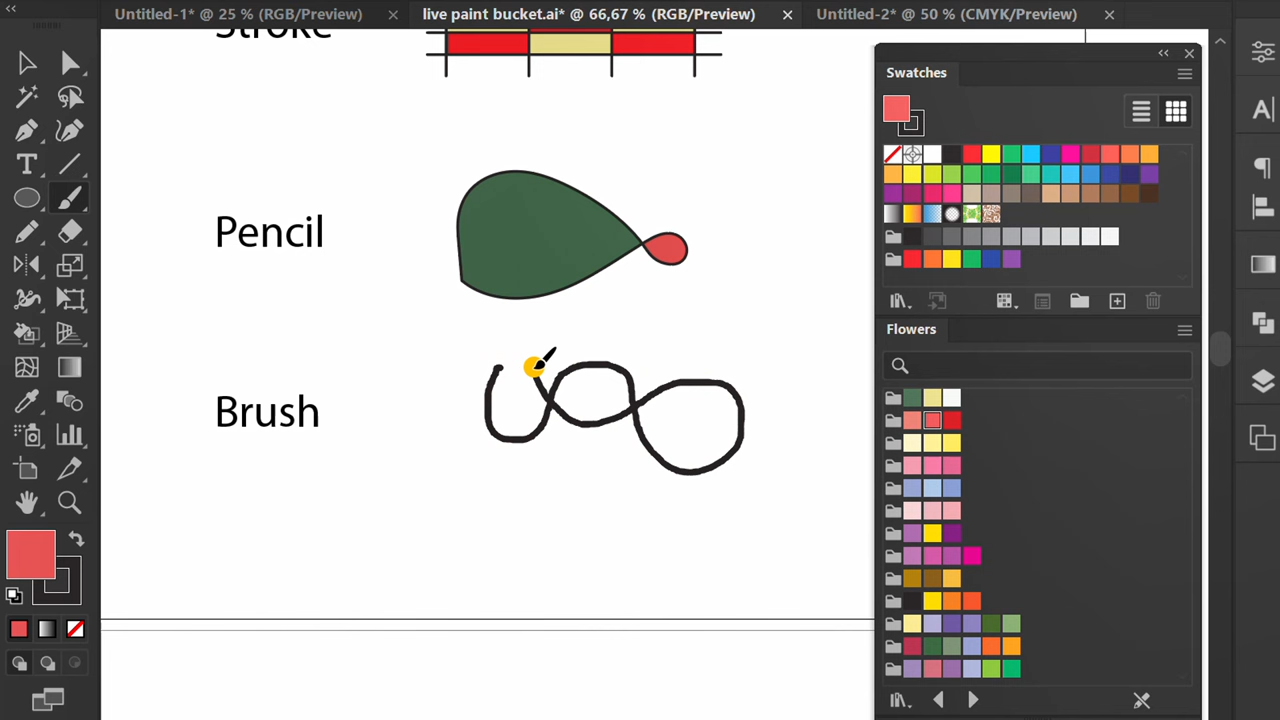 Untitled-1* @ 25 % (RGB/Preview)
live paint bucket.ai* @ 66,67 % (RGB/Preview)
Untitled-2* @ 50 % (CMYK/Preview)
Stroke
Swatches
Pencil
Flowers
Brush